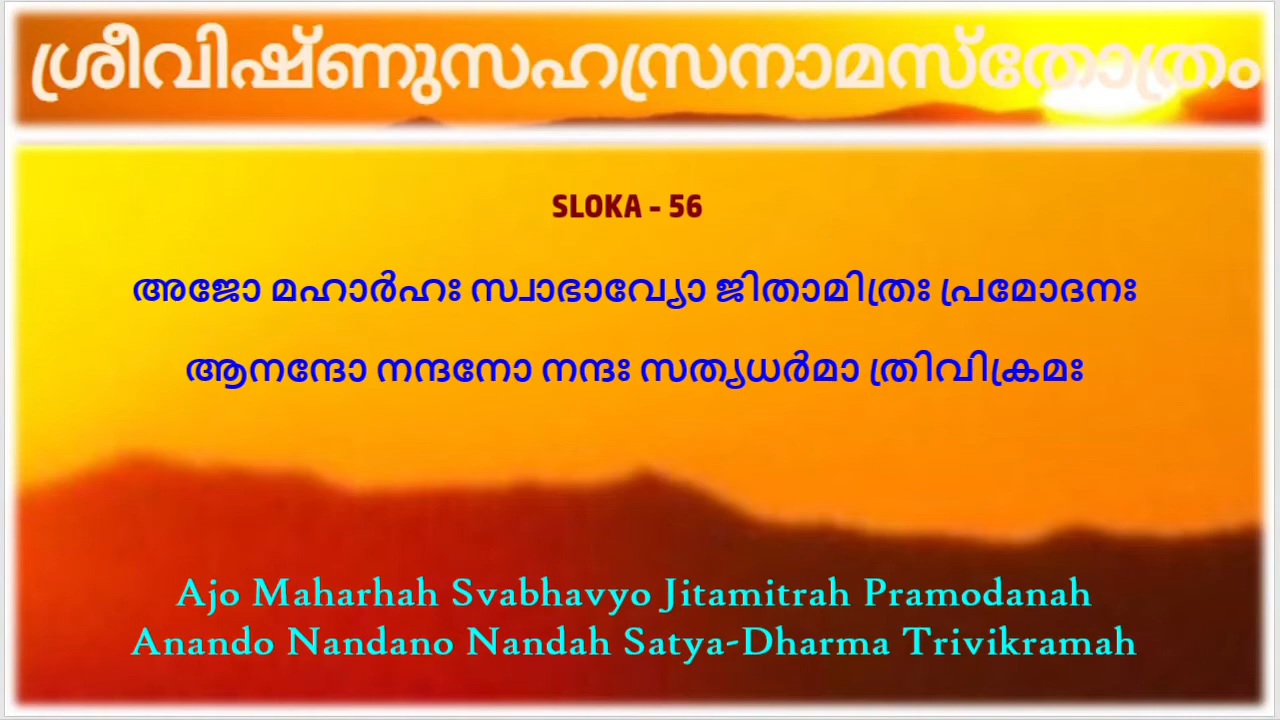 ശ്രീവിഷ്ണുസഹസ്രനാമസ്തോത്രം
SLOKA - 56
അജോ മഹാർഹഃ സ്വാഭാവ്യോ ജിതാമിത്രഃ പ്രമോദനഃ
ആനന്ദോ നന്ദനോ നന്ദഃ സത്യധർമാ ത്രിവിക്രമഃ
Ajo Maharhah Svabhavyo Jitamitrah Pramodanah
Anando Nandano Nandah Satya-Dharma Trivikramah